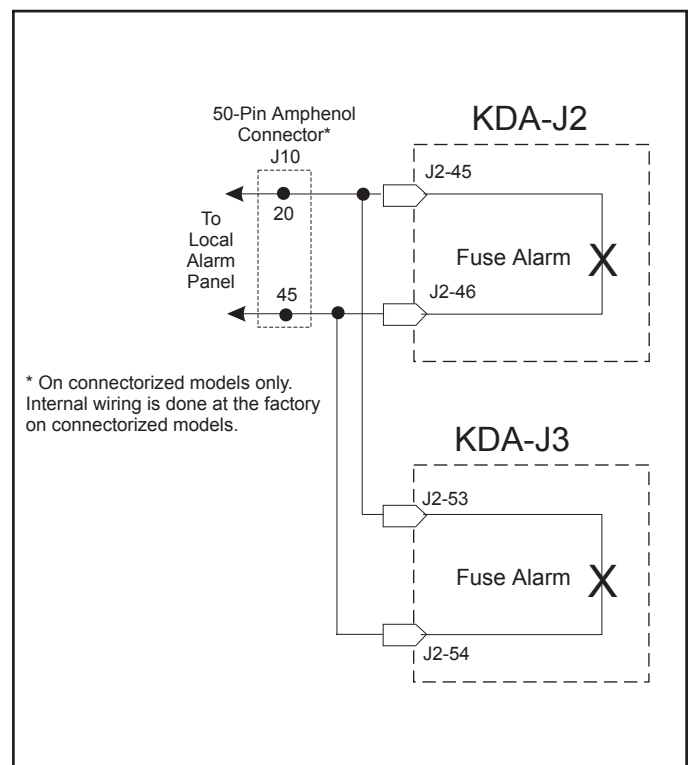 50-Pin Amphenol
Connector*
J10
KDA-J2
J2-45
20
To
Local
Alarm
Panel
Fuse Alarm
X
45
J2-46
* On connectorized models only.
Internal wiring is done at the factory
on connectorized models.
KDA-J3
J2-53
Fuse Alarm
X
J2-54